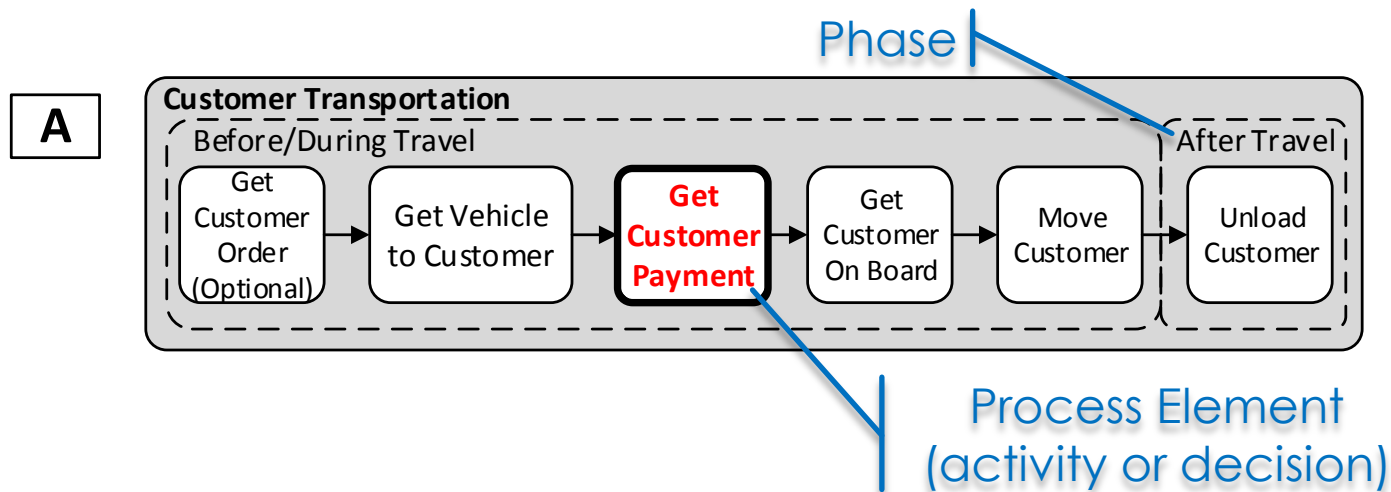 Phase
A
Customer Transportation
Before/During Travel
After Travel
Get
Customer
Order
(Optional)
Get Vehicle
to Customer
Get
Customer
Payment
Get
Customer
On Board
Move
Customer
Unload
Customer
Process Element
(activity or decision)